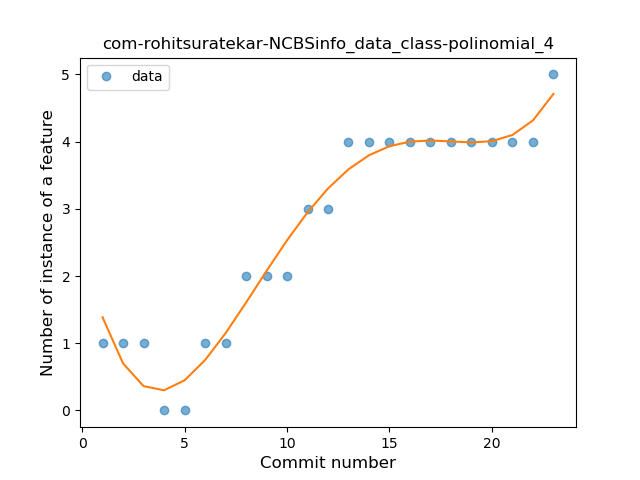 com-rohitsuratekar-NCBSinfo_data_class-polinomial_4
data
Number of instance of a feature
5
4
3
2
1
0
0 5 10 15 20
Commit number